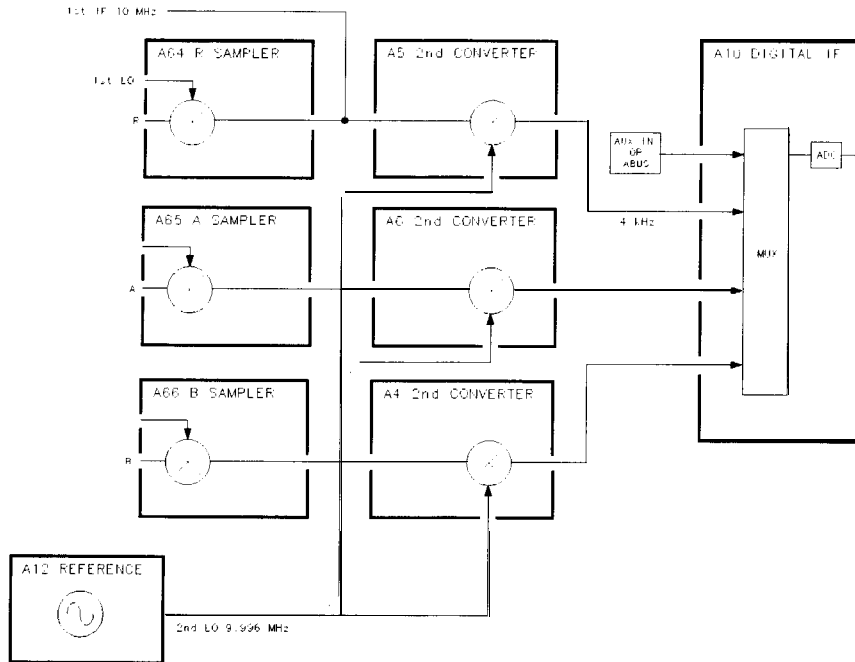 1st IF 10 MHz
A64 R SAMPLER
A5 2nd CONVERTER
A10 DIGITAL IF
1st LO
R
AUX IN
OR
ABUS
ADC
4 kHz
A65 A SAMPLER
A6 2nd CONVERTER
MUX
A
A66 B SAMPLER
A4 2nd CONVERTER
B
A12 REFERENCE
2nd LO 9.996 MHz